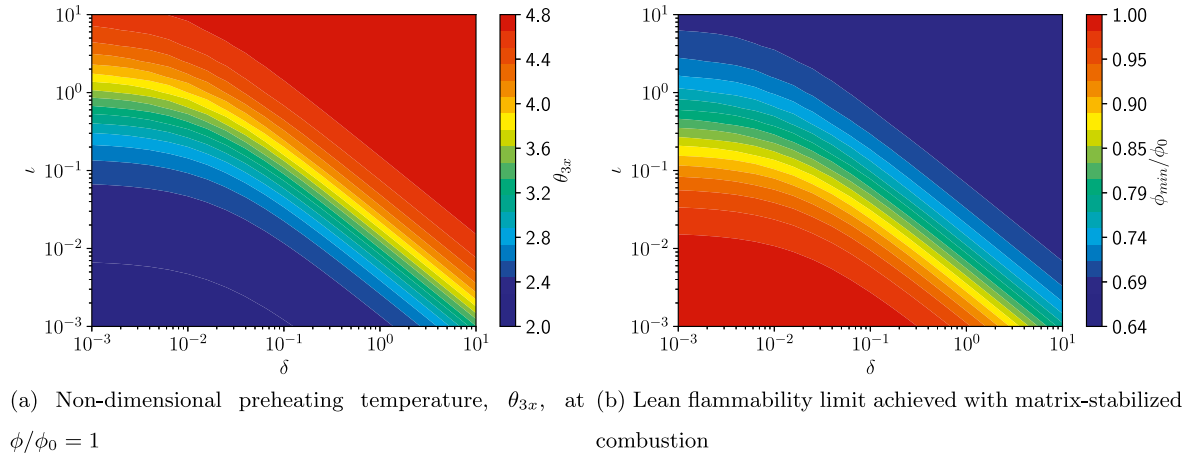 10^1
10^0
10^{-1}
10^{-2}
10^{-3}
ι
10^{-3} 10^{-2} 10^{-1} 10^0 10^1
δ
4.8
4.4
4.0
3.6
3.2
2.8
2.4
2.0
θ_{3x}
10^1
10^0
10^{-1}
10^{-2}
10^{-3}
ι
10^{-3} 10^{-2} 10^{-1} 10^0 10^1
δ
1.00
0.95
0.90
0.85
0.79
0.74
0.69
0.64
ϕ_{min}/ϕ_0
(a) Non-dimensional preheating temperature, θ_{3x}, at
ϕ/ϕ_0 = 1
(b) Lean flammability limit achieved with matrix-stabilized
combustion